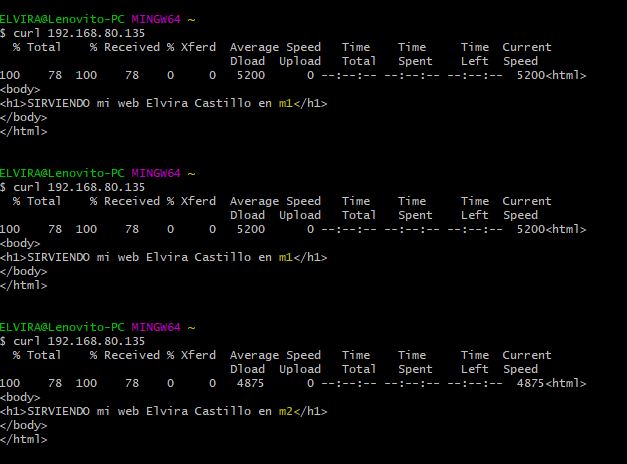 ELVIRA@Lenovito-PC MINGW64 ~
$ curl 192.168.80.135
  % Total    % Received % Xferd  Average Speed   Time    Time     Time  Current
                                 Dload  Upload   Total   Spent    Left  Speed
100    78  100    78    0     0   5200      0 --:--:-- --:--:-- --:--:--  5200<html>
<body>
<h1>SIRVIENDO mi web Elvira Castillo en m1</h1>
</body>
</html>
ELVIRA@Lenovito-PC MINGW64 ~
$ curl 192.168.80.135
  % Total    % Received % Xferd  Average Speed   Time    Time     Time  Current
                                 Dload  Upload   Total   Spent    Left  Speed
100    78  100    78    0     0   5200      0 --:--:-- --:--:-- --:--:--  5200<html>
<body>
<h1>SIRVIENDO mi web Elvira Castillo en m1</h1>
</body>
</html>
ELVIRA@Lenovito-PC MINGW64 ~
$ curl 192.168.80.135
  % Total    % Received % Xferd  Average Speed   Time    Time     Time  Current
                                 Dload  Upload   Total   Spent    Left  Speed
100    78  100    78    0     0   4875      0 --:--:-- --:--:-- --:--:--  4875<html>
<body>
<h1>SIRVIENDO mi web Elvira Castillo en m2</h1>
</body>
</html>